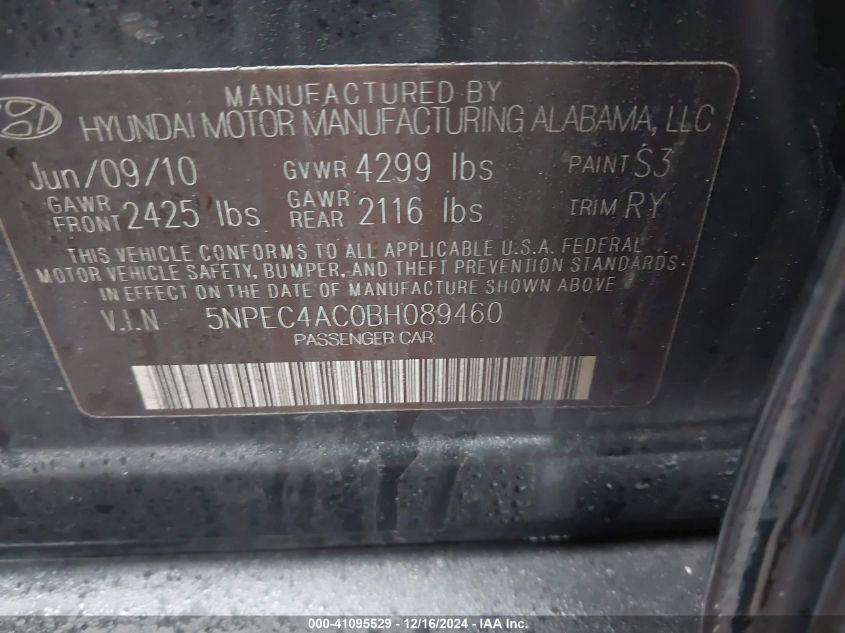 MANUFACTURED BY
HYUNDAI MOTOR MANUFACTURING ALABAMA, LLC
Jun/09/10 GVWR 4299 lbs PAINT S3
GAWR FRONT 2425 lbs GAWR REAR 2116 lbs TRIM RY
THIS VEHICLE CONFORMS TO ALL APPLICABLE U.S.A. FEDERAL
MOTOR VEHICLE SAFETY, BUMPER, AND THEFT PREVENTION STANDARDS
IN EFFECT ON THE DATE OF MANUFACTURE SHOWN ABOVE
V.I.N 5NPEC4AC0BH089460
PASSENGER CAR
000-41095529 - 12/16/2024 - IAA Inc.